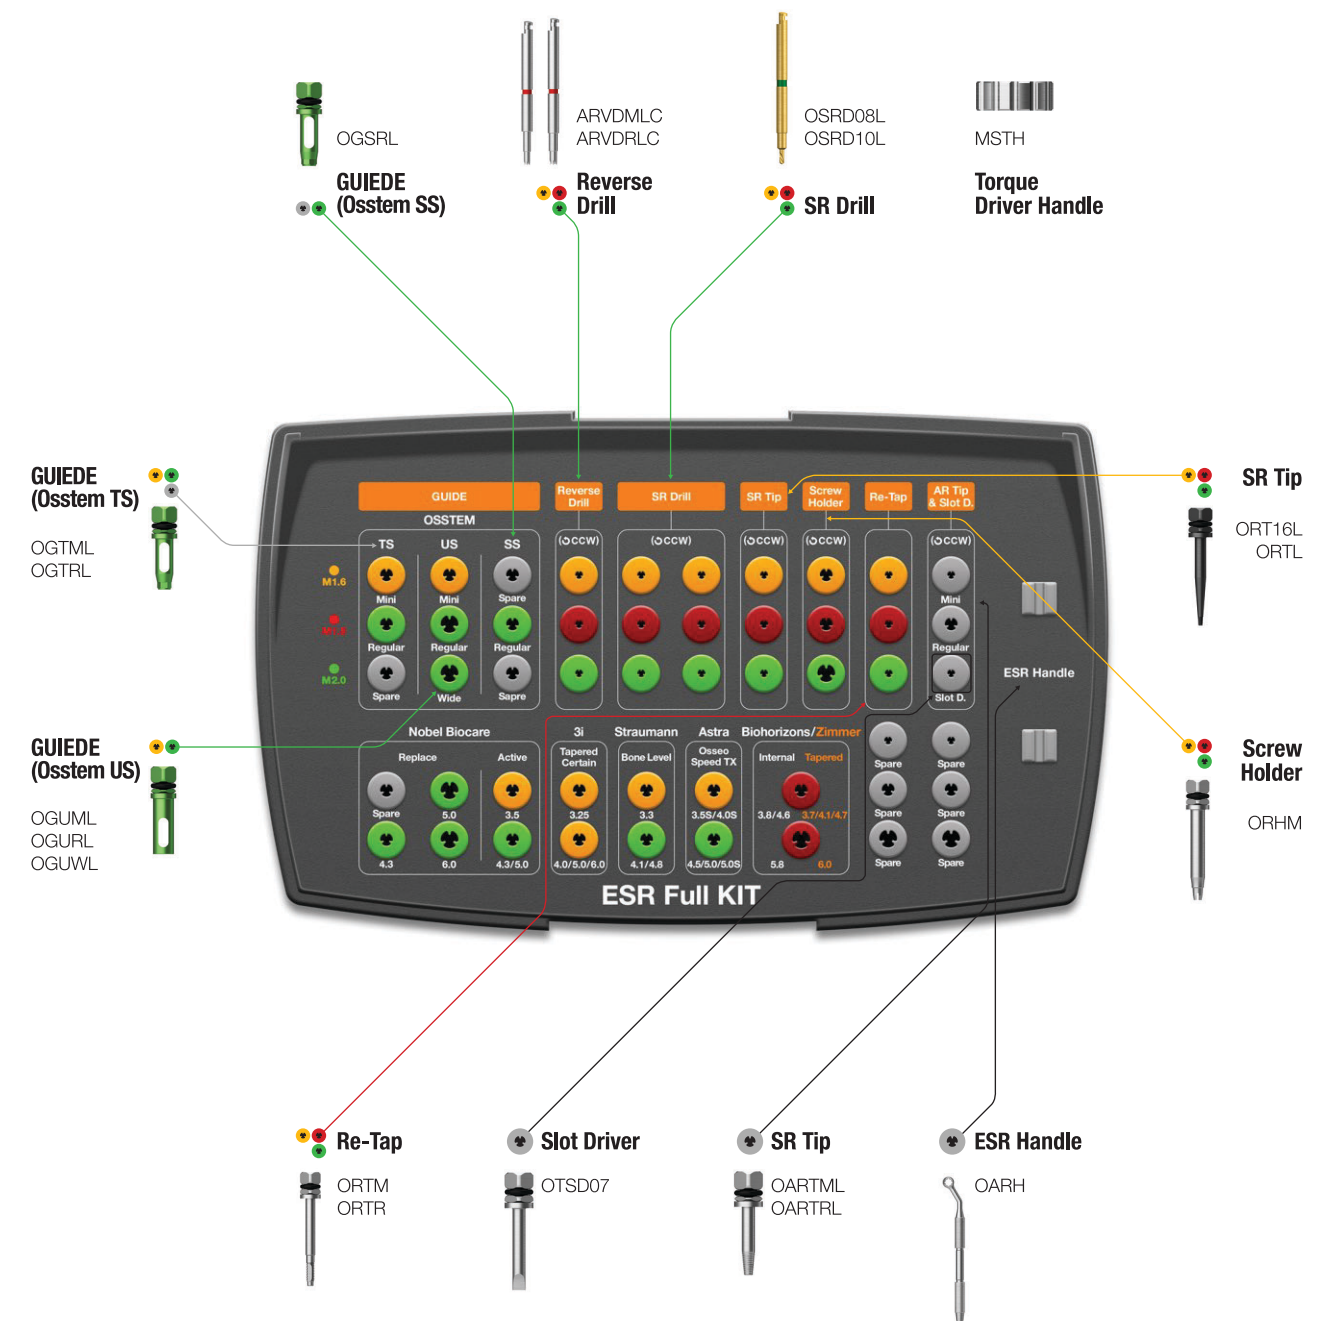 OGSRL
GUIEDE
(Osstem SS)
ARVDMLC
ARVDRLC
Reverse
Drill
OSRD08L
OSRD10L
SR Drill
MSTH
Torque
Driver Handle
GUIEDE
(Osstem TS)
OGTML
OGTRL
GUIEDE
(Osstem US)
OGUML
OGURL
OGUWL
SR Tip
ORT16L
ORTL
Screw
Holder
ORHM
GUIDE
Reverse
Drill
SR Drill
SR Tip
Screw
Holder
Re-Tap
AR Tip
& Slot D.
OSSTEM
TS US SS
(CCW) (CCW) (CCW) (CCW) (CCW)
M1.6
Mini Mini Spare Mini
M1.8
Regular Regular Regular Regular
M2.0
Spare Wide Sapre Slot D.
ESR Handle
Nobel Biocare 3i Straumann Astra Biohorizons/Zimmer
Replace Active
Tapered
Certain
Bone Level
Osseo
Speed TX
Internal Tapered
Spare Spare
Spare 5.0 3.5 3.25 3.3 3.5S/4.0S 3.8/4.6 3.7/4.1/4.7 Spare Spare
4.3 6.0 4.3/5.0 4.0/5.0/6.0 4.1/4.8 4.5/5.0/5.0S 5.8 6.0 Spare Spare
ESR Full KIT
Re-Tap
ORTM
ORTR
Slot Driver
OTSD07
SR Tip
OARTML
OARTRL
ESR Handle
OARH